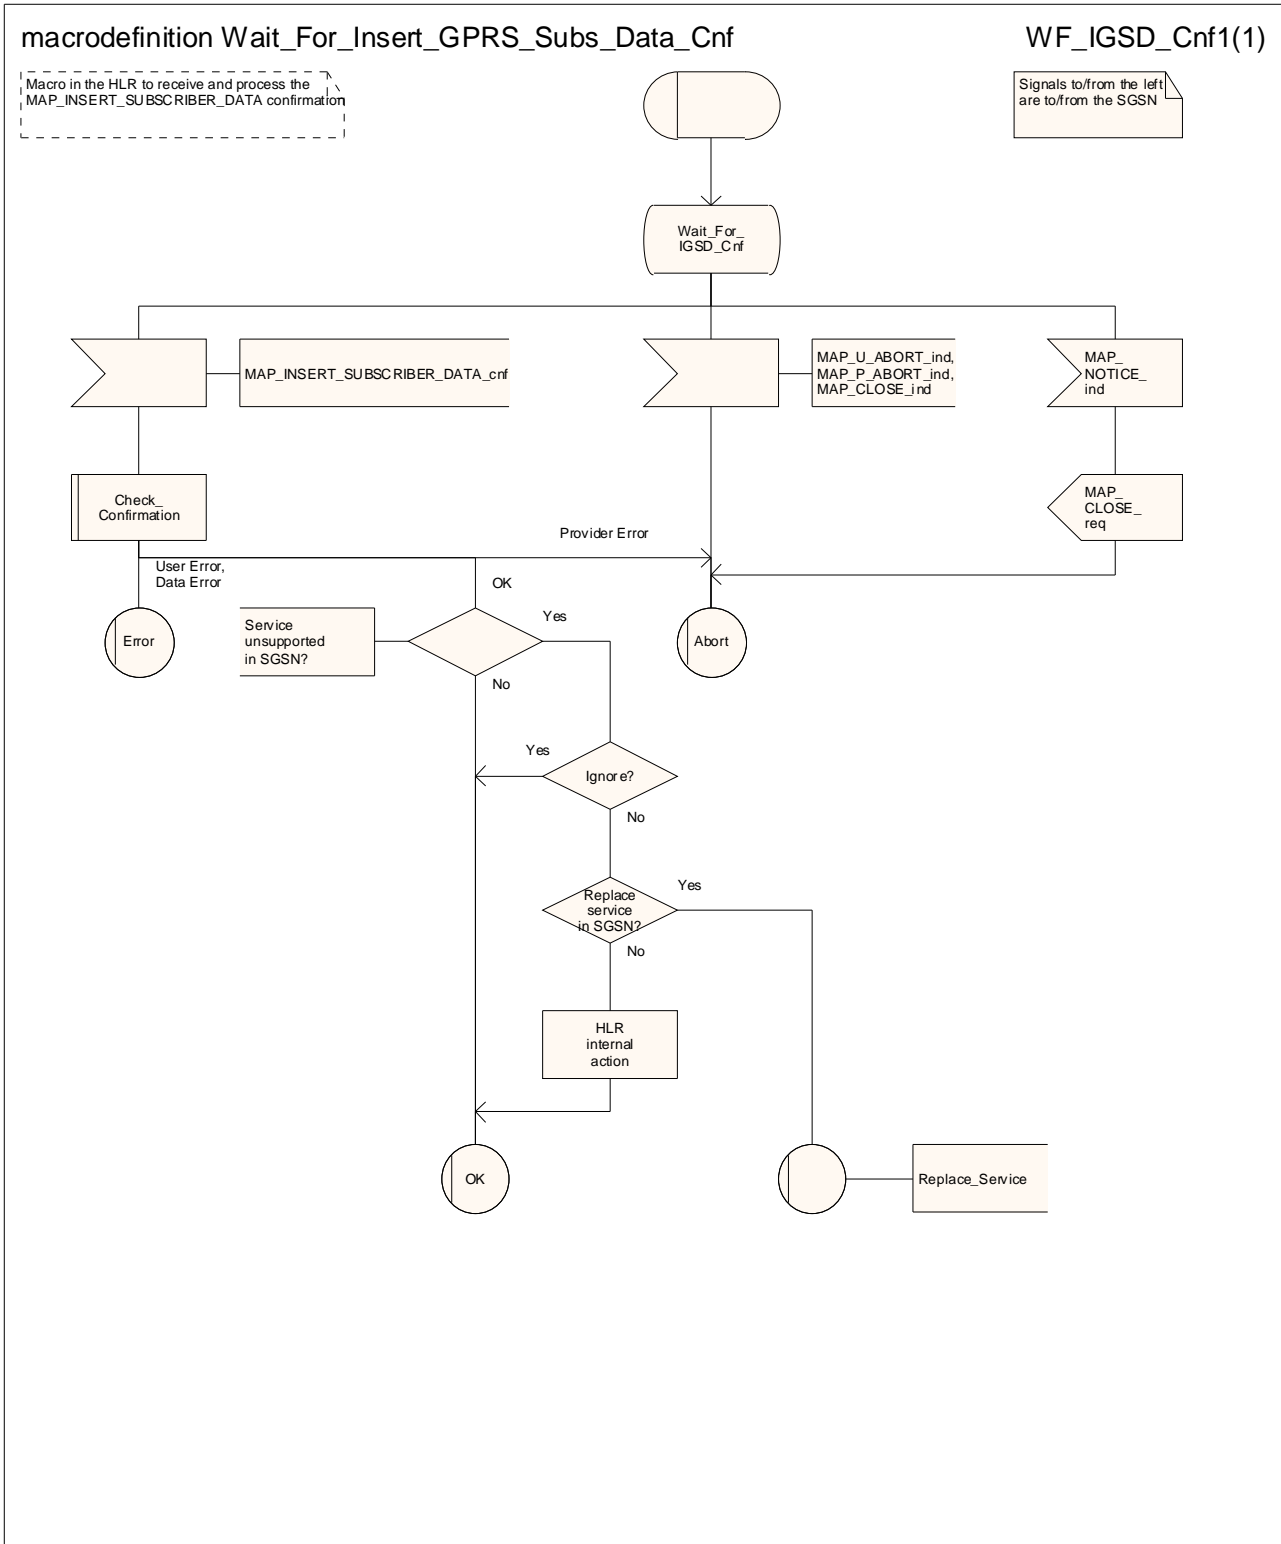 macrodefinition Wait_For_Insert_GPRS_Subs_Data_Cnf
WF_IGSD_Cnf1(1)
Macro in the HLR to receive and process the
MAP_INSERT_SUBSCRIBER_DATA confirmation
Signals to/from the left
are to/from the SGSN
Wait_For_
IGSD_Cnf
MAP_INSERT_SUBSCRIBER_DATA_cnf
MAP_U_ABORT_ind,
MAP_P_ABORT_ind,
MAP_CLOSE_ind
MAP_
NOTICE_
ind
Check_
Confirmation
MAP_
CLOSE_
req
Provider Error
User Error,
Data Error
OK
Error
Service
unsupported
in SGSN?
Yes
Abort
No
Yes
Ignore?
No
Replace
service
in SGSN?
Yes
No
HLR
internal
action
OK
Replace_Service